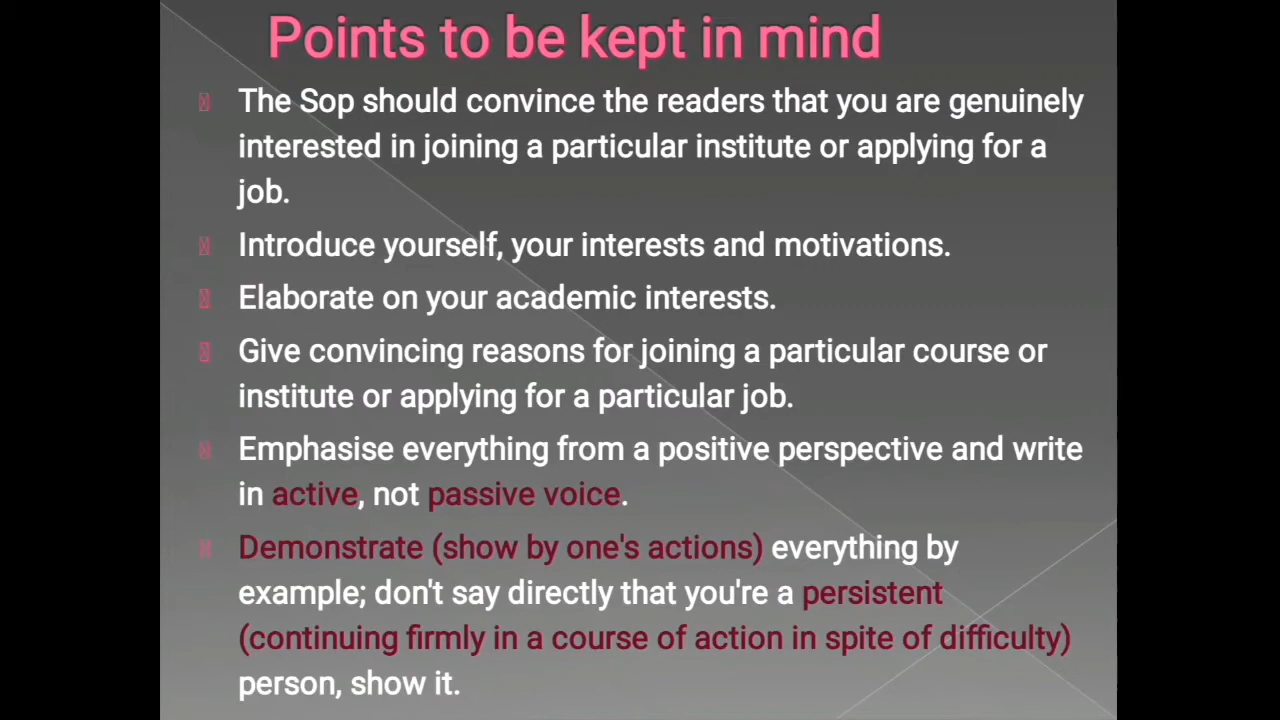 Points to be kept in mind
The Sop should convince the readers that you are genuinely
interested in joining a particular institute or applying for a
job.
Introduce yourself, your interests and motivations.
Elaborate on your academic interests.
Give convincing reasons for joining a particular course or
institute or applying for a particular job.
Emphasise everything from a positive perspective and write
in active, not passive voice.
Demonstrate (show by one's actions) everything by
example; don't say directly that you're a persistent
(continuing firmly in a course of action in spite of difficulty)
person, show it.